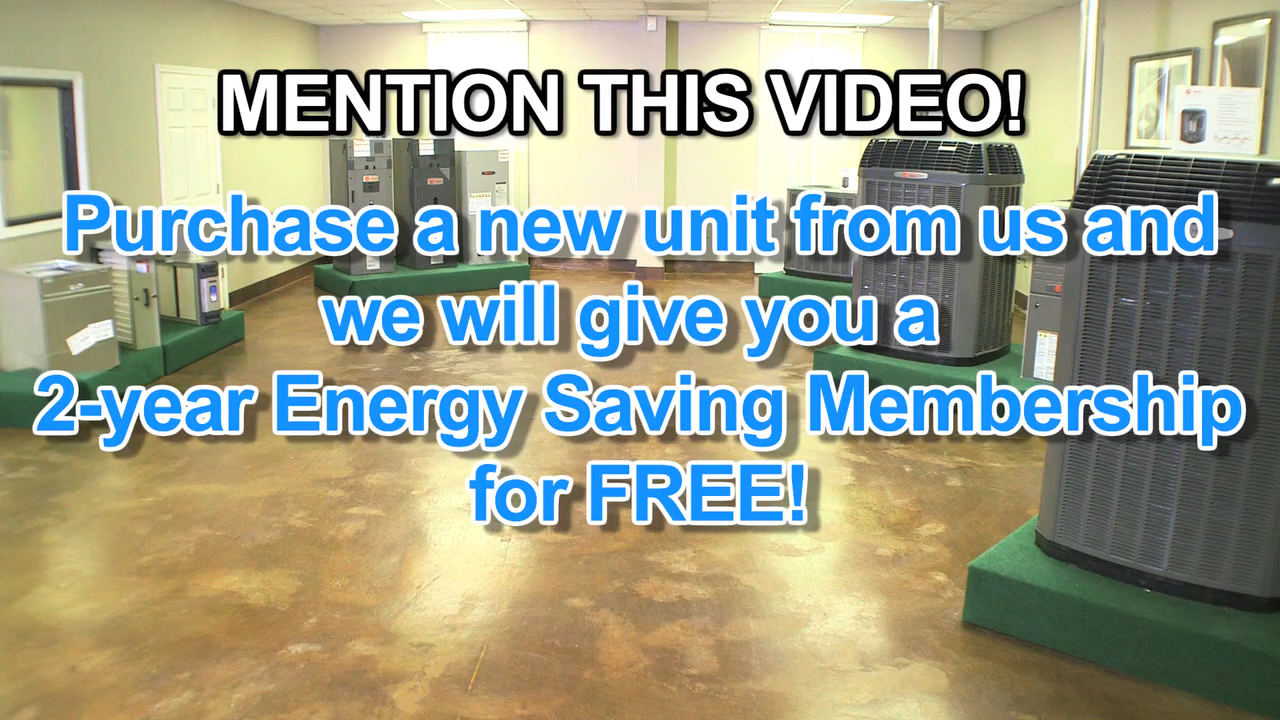 MENTION THIS VIDEO!
Purchase a new unit from us and
we will give you a
2-year Energy Saving Membership
for FREE!